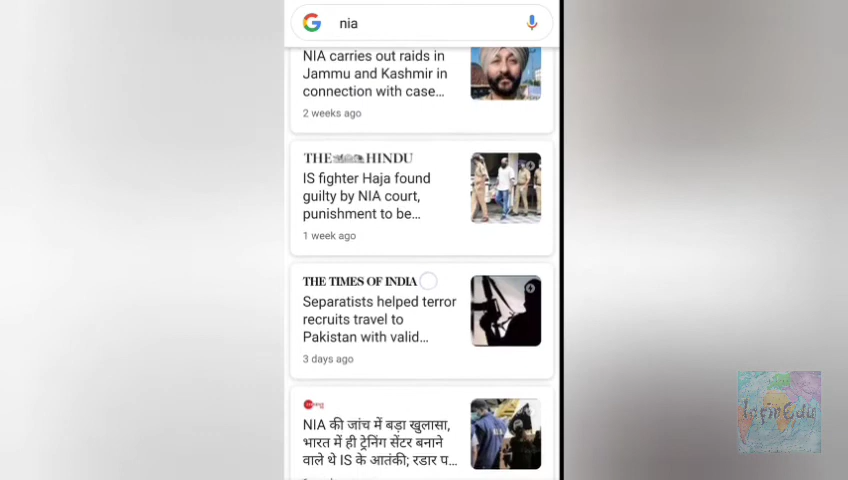 nia
NIA carries out raids in
Jammu and Kashmir in
connection with case...
2 weeks ago
THE HINDU
IS fighter Haja found
guilty by NIA court,
punishment to be...
1 week ago
THE TIMES OF INDIA
Separatists helped terror
recruits travel to
Pakistan with valid...
3 days ago
NIA की जांच में बड़ा खुलासा,
भारत में ही ट्रेनिंग सेंटर बनाने
वाले थे IS के आतंकी; रडार प...